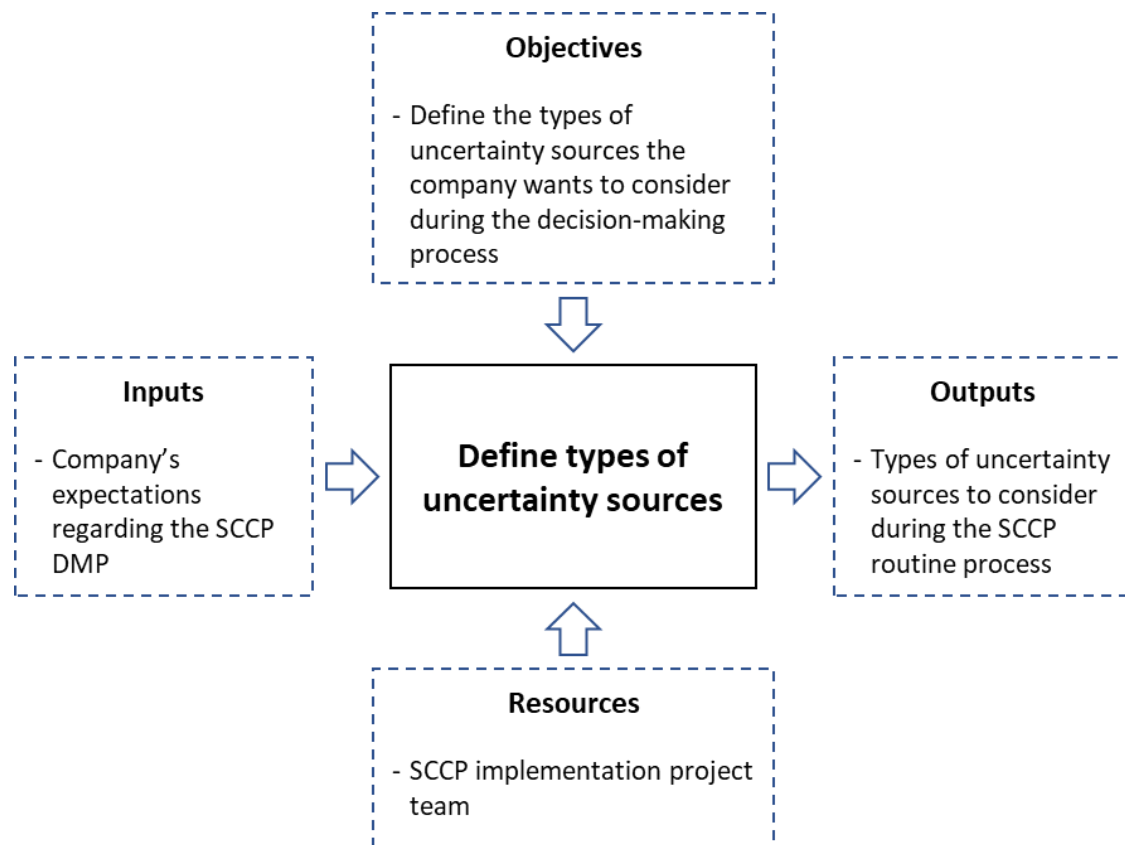 Objectives
- Define the types of
uncertainty sources the
company wants to consider
during the decision-making
process
Inputs
- Company’s
expectations
regarding the SCCP
DMP
Define types of
uncertainty sources
Outputs
- Types of uncertainty
sources to consider
during the SCCP
routine process
Resources
- SCCP implementation project
team